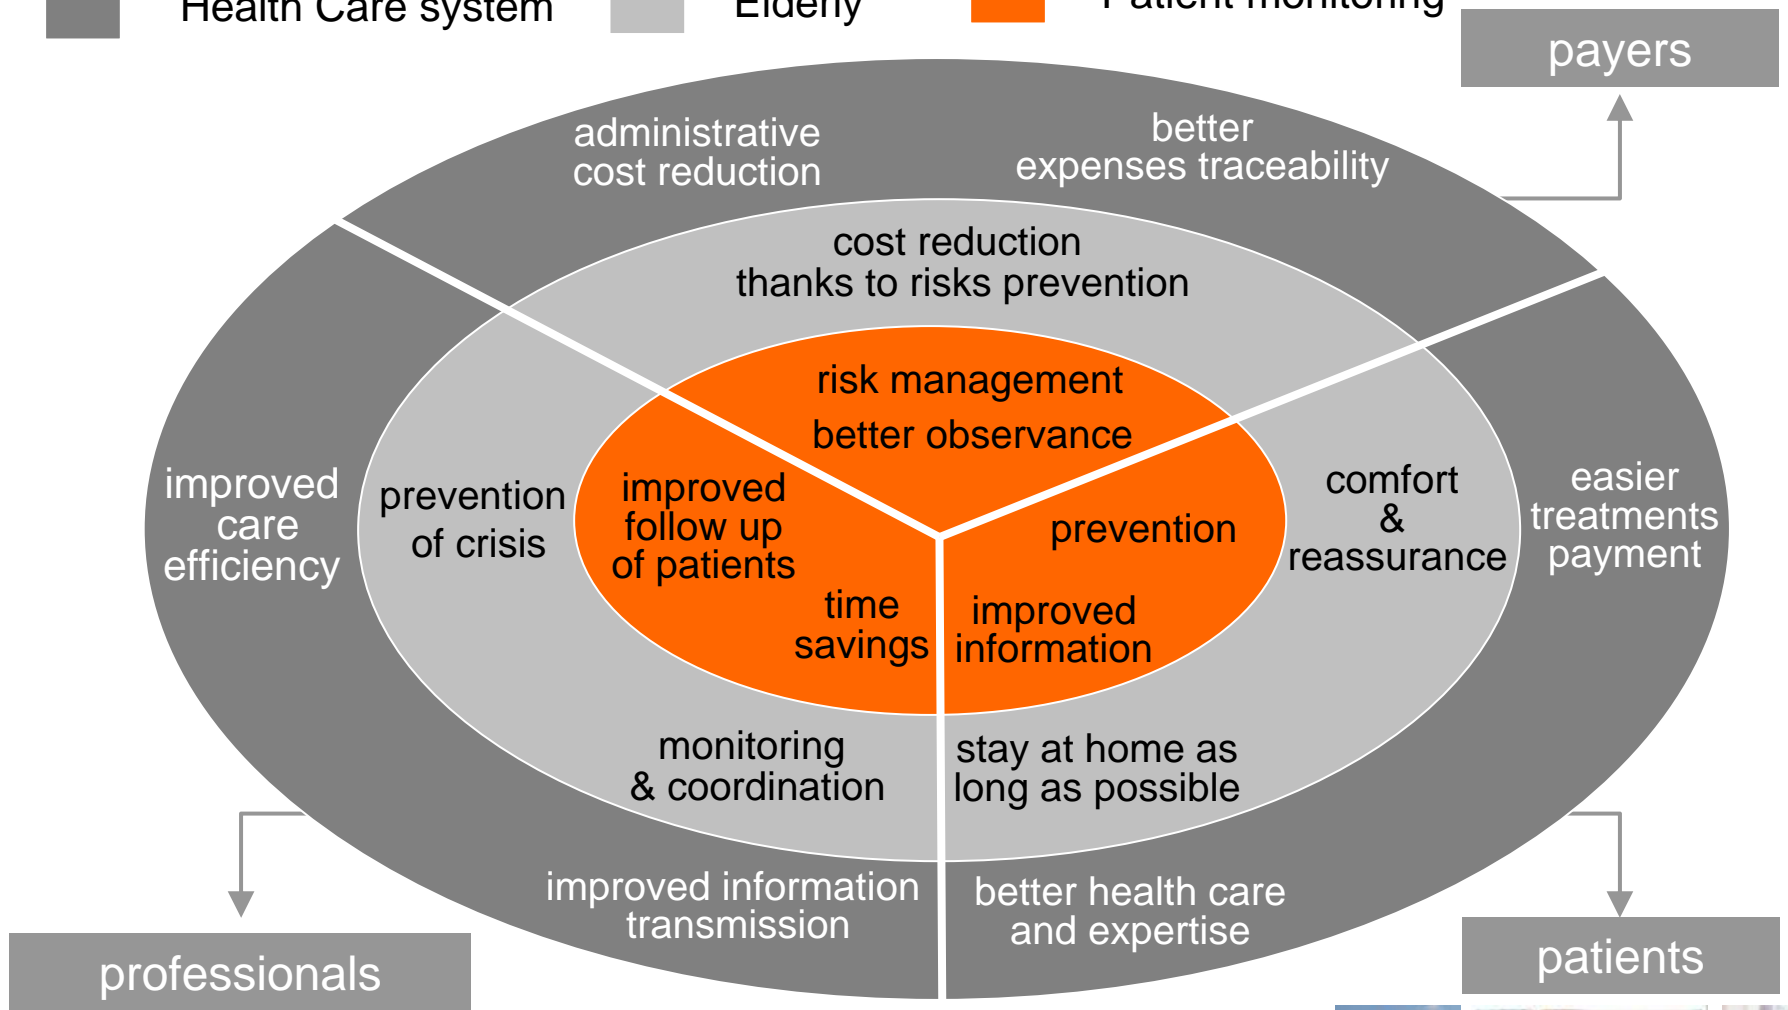 Health Care system
Elderly
Patient monitoring
payers
administrative
cost reduction
better
expenses traceability
cost reduction
thanks to risks prevention
risk management
better observance
improved
care
efficiency
prevention
of crisis
improved
follow up
of patients
time
savings
prevention
improved
information
comfort
&
reassurance
easier
treatments
payment
monitoring
& coordination
stay at home as
long as possible
improved information
transmission
better health care
and expertise
professionals
patients